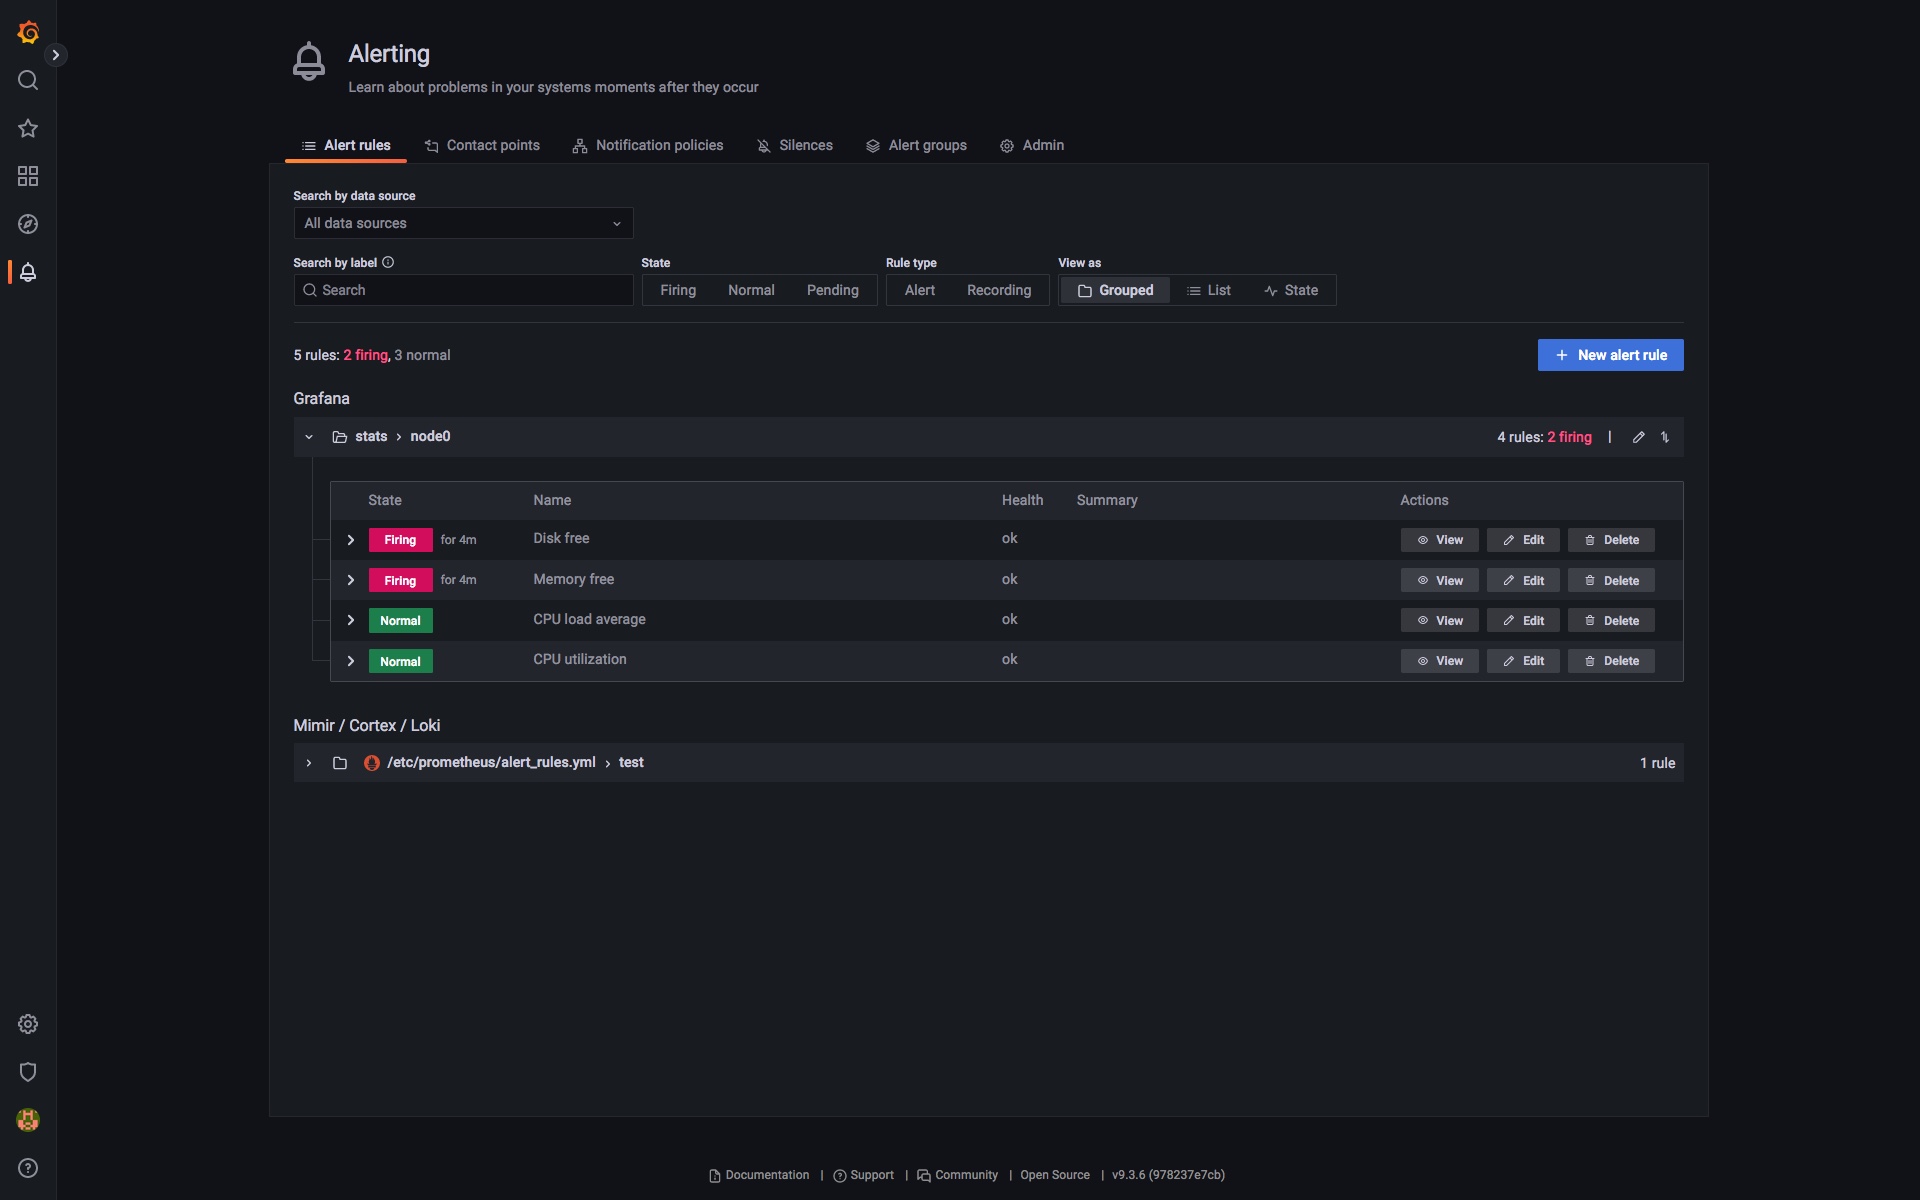 Alerting
Learn about problems in your systems moments after they occur
Alert rules Contact points Notification policies Silences Alert groups Admin
Search by data source
All data sources
Search by label State Rule type View as
Search Firing Normal Pending Alert Recording Grouped List State
5 rules: 2 firing, 3 normal New alert rule
Grafana
stats › node0 4 rules: 2 firing |
State Name Health Summary Actions
Firing for 4m Disk free ok View Edit Delete
Firing for 4m Memory free ok View Edit Delete
Normal CPU load average ok View Edit Delete
Normal CPU utilization ok View Edit Delete
Mimir / Cortex / Loki
/etc/prometheus/alert_rules.yml › test 1 rule
Documentation | Support | Community | Open Source | v9.3.6 (978237e7cb)